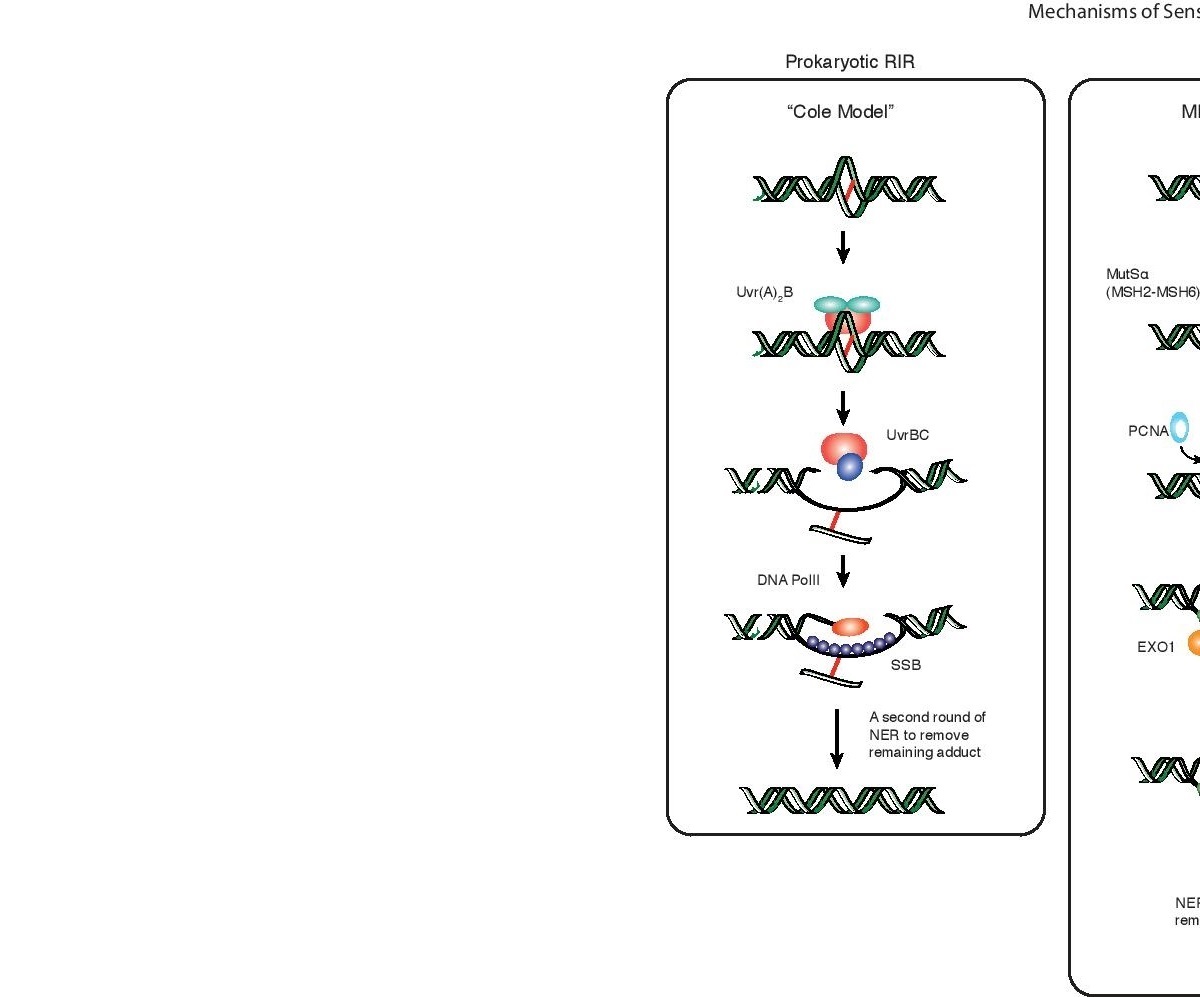 Mechanisms of Sens
Prokaryotic RIR
“Cole Model”
Uvr(A)2B
UvrBC
DNA PolII
SSB
A second round of
NER to remove
remaining adduct
MutSα
(MSH2-MSH6)
PCNA
EXO1